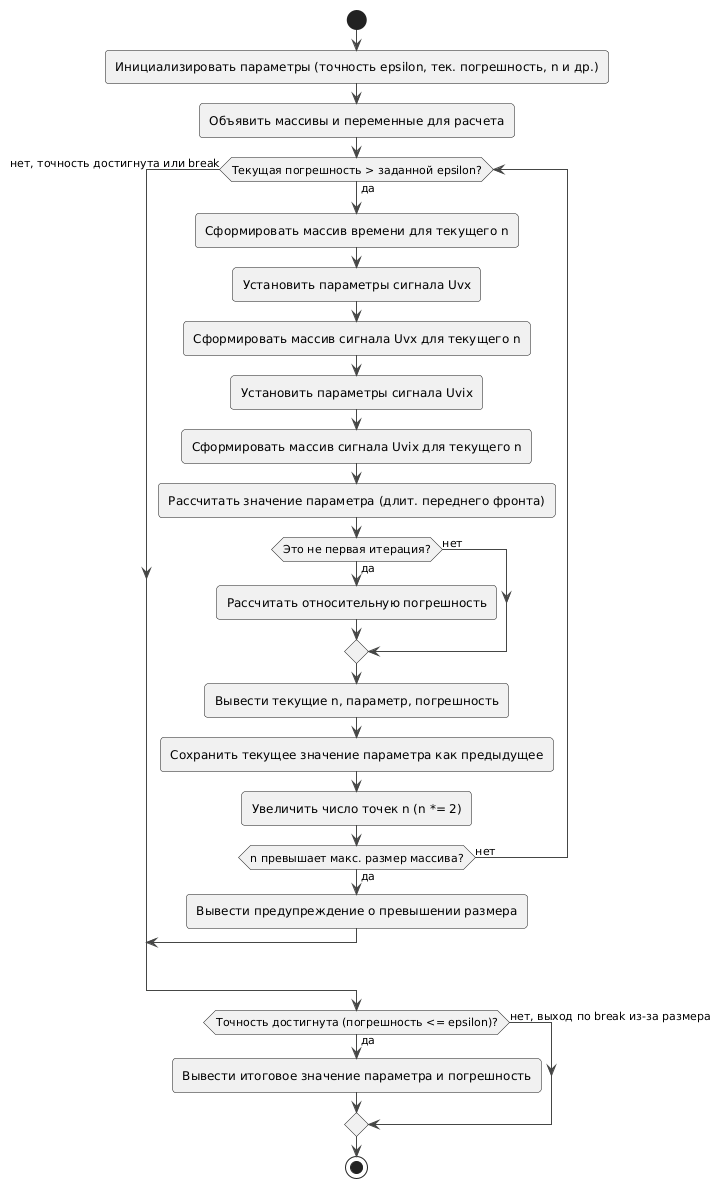 Инициализировать параметры (точность epsilon, тек. погрешность, n и др.)
Объявить массивы и переменные для расчета
нет, точность достигнута или break
Текущая погрешность > заданной epsilon?
да
Сформировать массив времени для текущего n
Установить параметры сигнала Uvx
Сформировать массив сигнала Uvx для текущего n
Установить параметры сигнала Uvix
Сформировать массив сигнала Uvix для текущего n
Рассчитать значение параметра (длит. переднего фронта)
Это не первая итерация?
нет
да
Рассчитать относительную погрешность
Вывести текущие n, параметр, погрешность
Сохранить текущее значение параметра как предыдущее
Увеличить число точек n (n *= 2)
n превышает макс. размер массива?
нет
да
Вывести предупреждение о превышении размера
Точность достигнута (погрешность <= epsilon)?
нет, выход по break из-за размера
да
Вывести итоговое значение параметра и погрешность